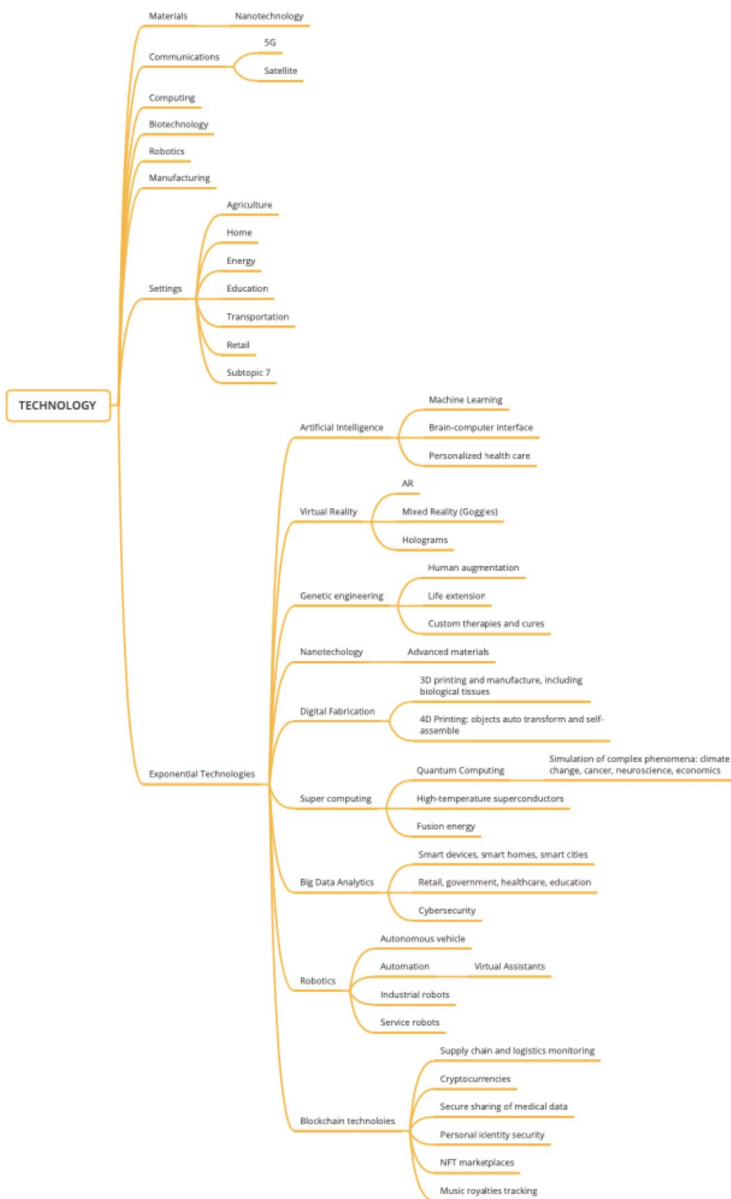 Materials
Nanotechnology
Communications
5G
Satellite
Computing
Biotechnology
Robotics
Manufacturing
Settings
Agriculture
Home
Energy
Education
Transportation
Retail
Subtopic 7
TECHNOLOGY
Exponential Technologies
Artificial Intelligence
Machine Learning
Brain-computer interface
Personalized health care
Virtual Reality
AR
Mixed Reality (Goggles)
Holograms
Genetic engineering
Human augmentation
Life extension
Custom therapies and cures
Nanotechology
Advanced materials
Digital Fabrication
3D printing and manufacture, including
biological tissues
4D Printing: objects auto transform and self-
assemble
Super computing
Quantum Computing
Simulation of complex phenomena: climate
change, cancer, neuroscience, economics
High-temperature superconductors
Fusion energy
Big Data Analytics
Smart devices, smart homes, smart cities
Retail, government, healthcare, education
Cybersecurity
Robotics
Autonomous vehicle
Automation
Virtual Assistants
Industrial robots
Service robots
Blockchain technoloies
Supply chain and logistics monitoring
Cryptocurrencies
Secure sharing of medical data
Personal identity security
NFT marketplaces
Music royalties tracking